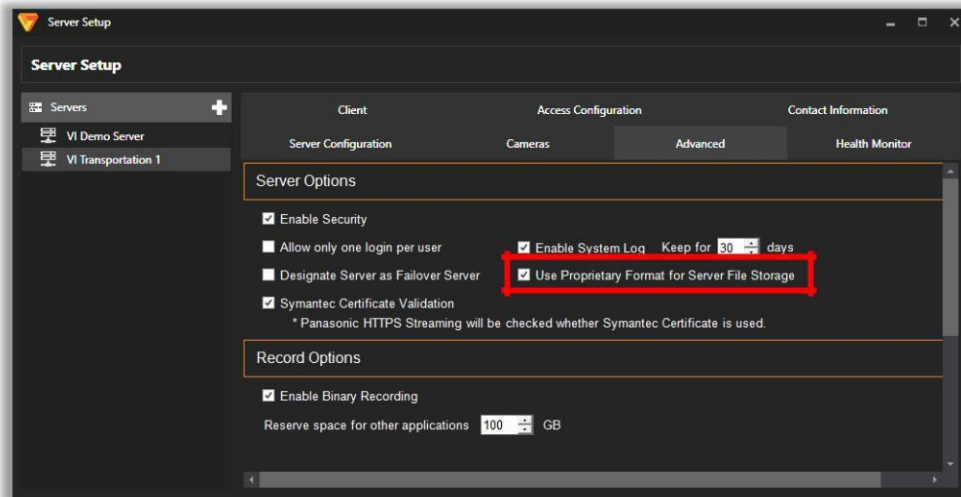 Server Setup
Server Setup
Servers
VI Demo Server
VI Transportation 1
Client Access Configuration Contact Information
Server Configuration Cameras Advanced Health Monitor
Server Options
Enable Security
Allow only one login per user Enable System Log Keep for 30 days
Designate Server as Failover Server Use Proprietary Format for Server File Storage
Symantec Certificate Validation
* Panasonic HTTPS Streaming will be checked whether Symantec Certificate is used.
Record Options
Enable Binary Recording
Reserve space for other applications 100 GB